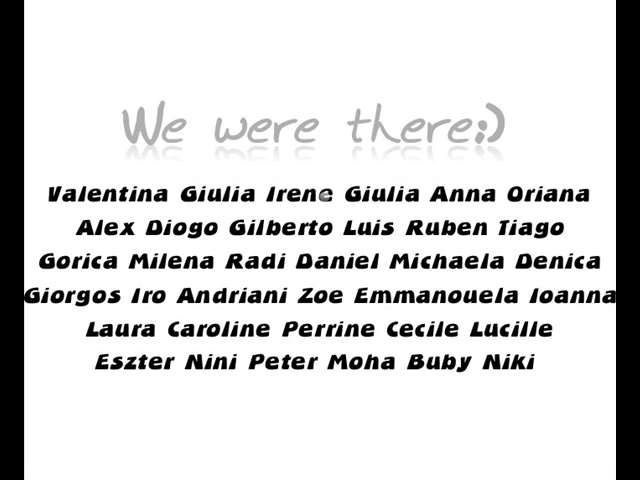 We were there;)
Valentina Giulia Irene Giulia Anna Oriana
Alex Diogo Gilberto Luis Ruben Tiago
Gorica Milena Radi Daniel Michaela Denica
Giorgos Iro Andriani Zoe Emmanouela Ioanna
Laura Caroline Perrine Cecile Lucille
Eszter Nini Peter Moha Buby Niki